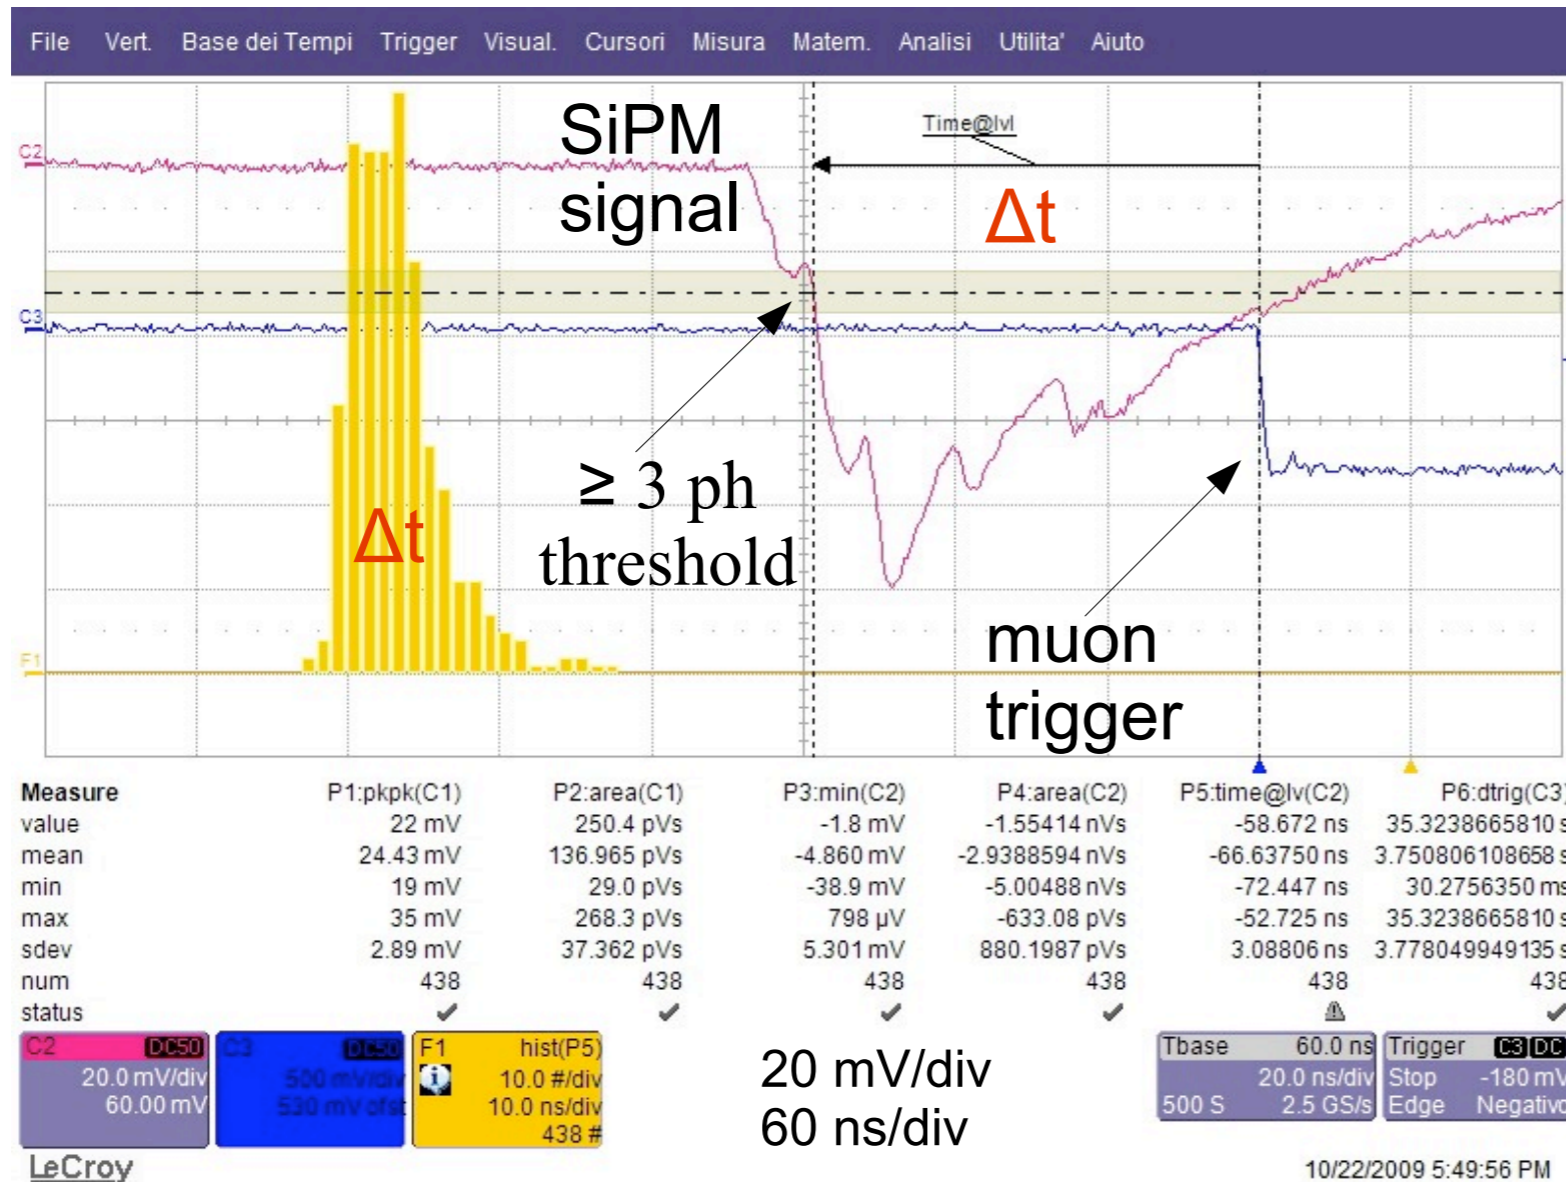 File Vert. Base dei Tempi Trigger Visual. Cursori Misura Matem. Analisi Utilita' Aiuto
SiPM
signal
Time@lvl
Δt
C2
C3
≥ 3 ph
threshold
Δt
muon
trigger
F1
Measure P1:pkpk(C1) P2:area(C1) P3:min(C2) P4:area(C2) P5:time@lv(C2) P6:dtrig(C3)
value 22 mV 250.4 pVs -1.8 mV -1.55414 nVs -58.672 ns 35.3238665810 s
mean 24.43 mV 136.965 pVs -4.860 mV -2.9388594 nVs -66.63750 ns 3.750806108658 s
min 19 mV 29.0 pVs -38.9 mV -5.00488 nVs -72.447 ns 30.2756350 ms
max 35 mV 268.3 pVs 798 µV -633.08 pVs -52.725 ns 35.3238665810 s
sdev 2.89 mV 37.362 pVs 5.301 mV 880.1987 pVs 3.08806 ns 3.778049949135 s
num 438 438 438 438 438 438
status
C2 DC50
20.0 mV/div
60.00 mV
C3 DC50
500 mV/div
530 mV ofst
F1 hist(P5)
10.0 #/div
10.0 ns/div
438 #
20 mV/div
60 ns/div
Tbase 60.0 ns
20.0 ns/div
500 S 2.5 GS/s
Trigger C3 DC
Stop -180 mV
Edge Negativo
LeCroy
10/22/2009 5:49:56 PM